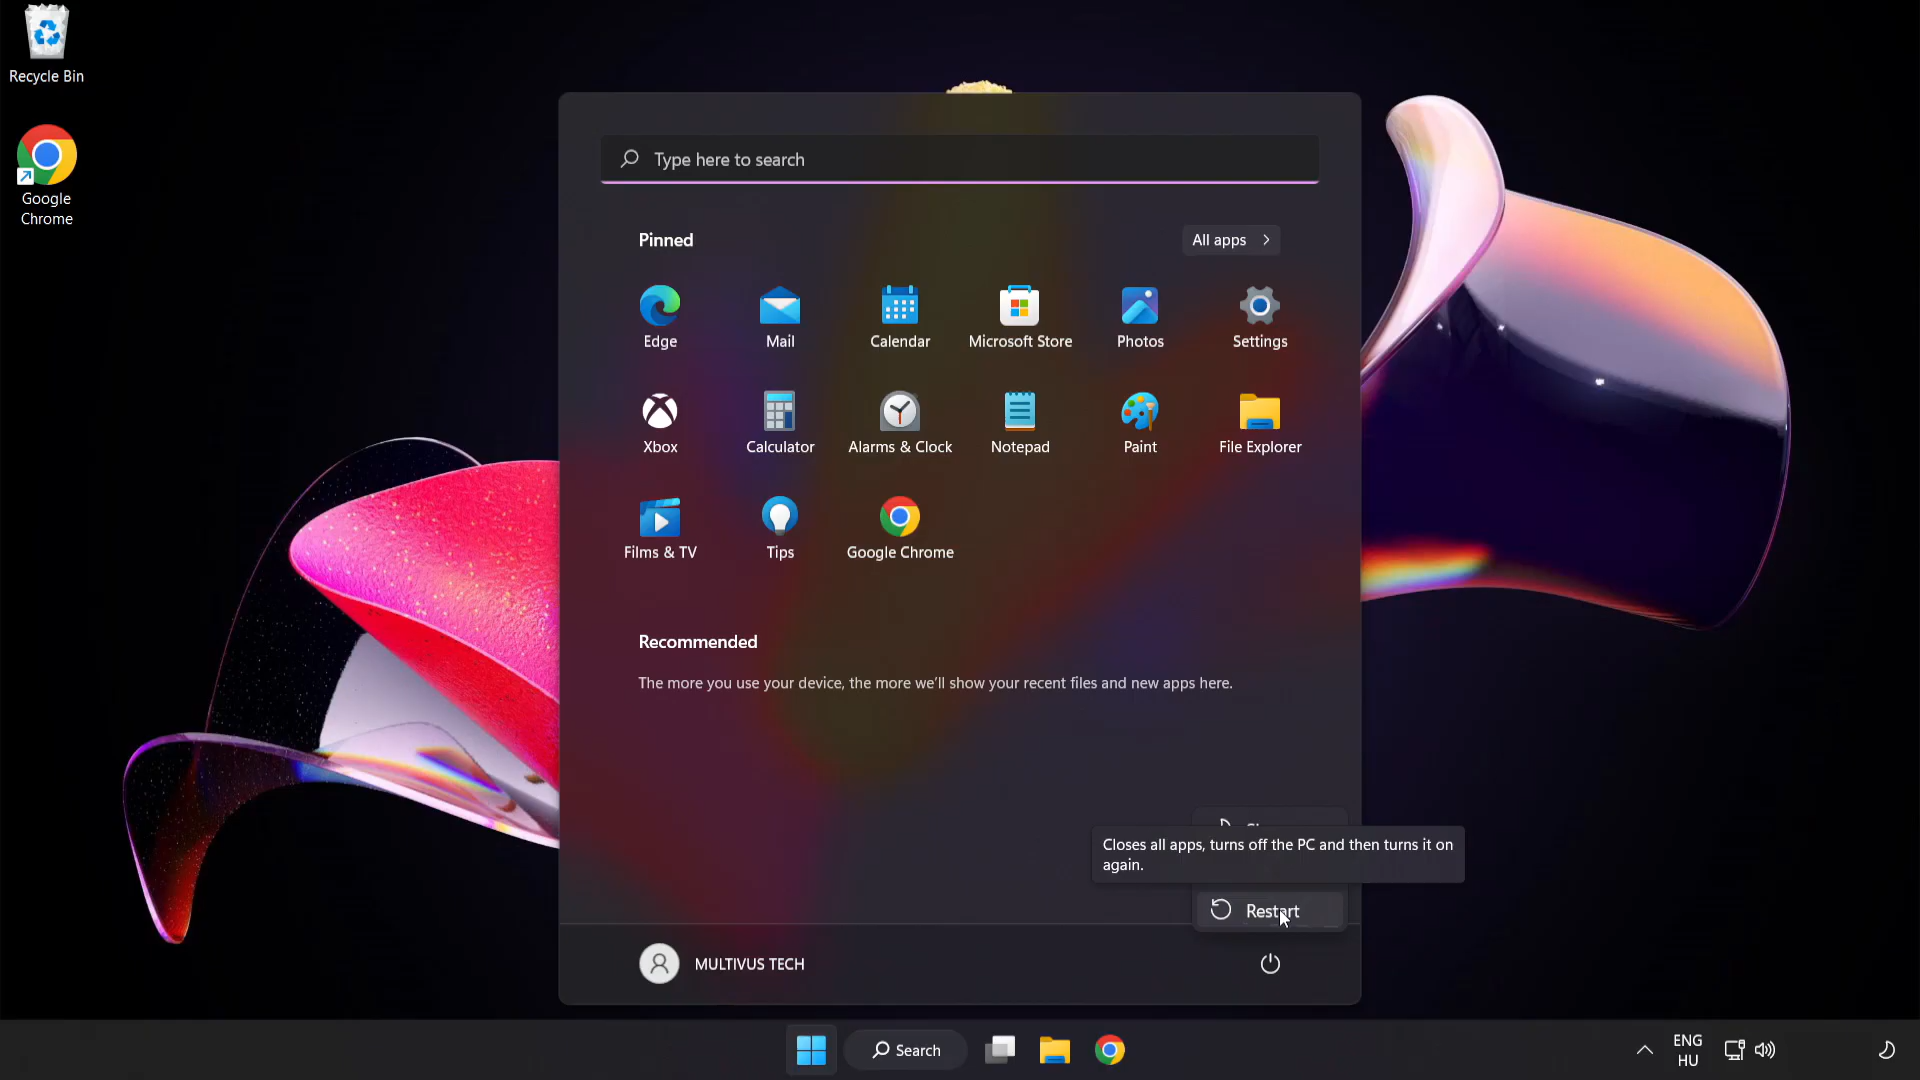 Recycle Bin
Google
Chrome
Type here to search
Pinned
All apps
Edge
Mail
Calendar
Microsoft Store
Photos
Settings
Xbox
Calculator
Alarms & Clock
Notepad
Paint
File Explorer
Films & TV
Tips
Google Chrome
Recommended
The more you use your device, the more we'll show your recent files and new apps here.
Closes all apps, turns off the PC and then turns it on
again.
Restart
MULTIVUS TECH
Search
ENG
HU